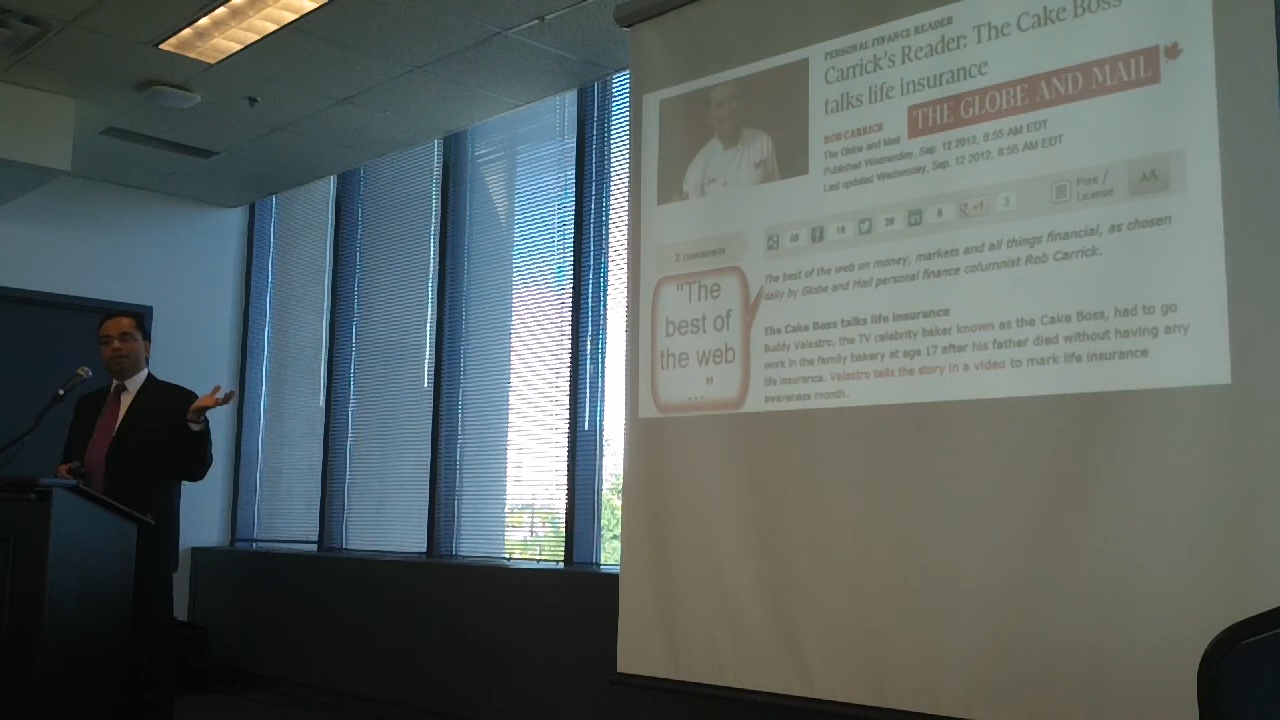 PERSONAL FINANCE READER
Carrick's Reader: The Cake Boss
talks life insurance
THE GLOBE AND MAIL
ROB CARRICK
The Globe and Mail
Published Wednesday, Sep. 12 2012, 8:55 AM EDT
Last updated Wednesday, Sep. 12 2012, 8:55 AM EDT
Print /
License
AA
2 comments
"The
best of
the web
..."
The best of the web on money, markets and all things financial, as chosen
daily by Globe and Mail personal finance columnist Rob Carrick.
The Cake Boss talks life insurance
Buddy Valastro, the TV celebrity baker known as the Cake Boss, had to go
work in the family bakery at age 17 after his father died without having any
life insurance. Valastro tells the story in a video to mark life insurance
awareness month.